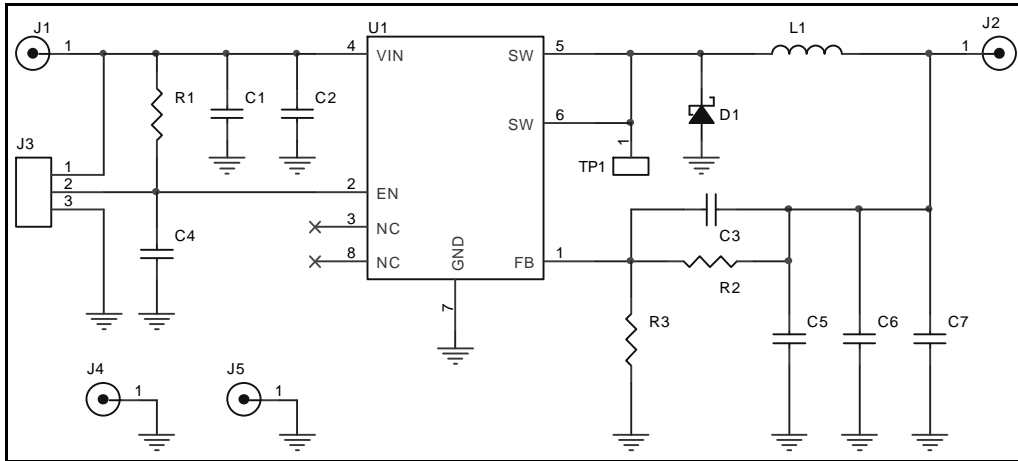 J1
1
U1
4
VIN
SW
5
L1
J2
1
R1
C1
C2
SW
6
D1
1
TP1
J3
1
2
3
2
EN
C4
3
NC
8
NC
GND
7
FB
1
C3
R2
R3
C5
C6
C7
J4
1
J5
1